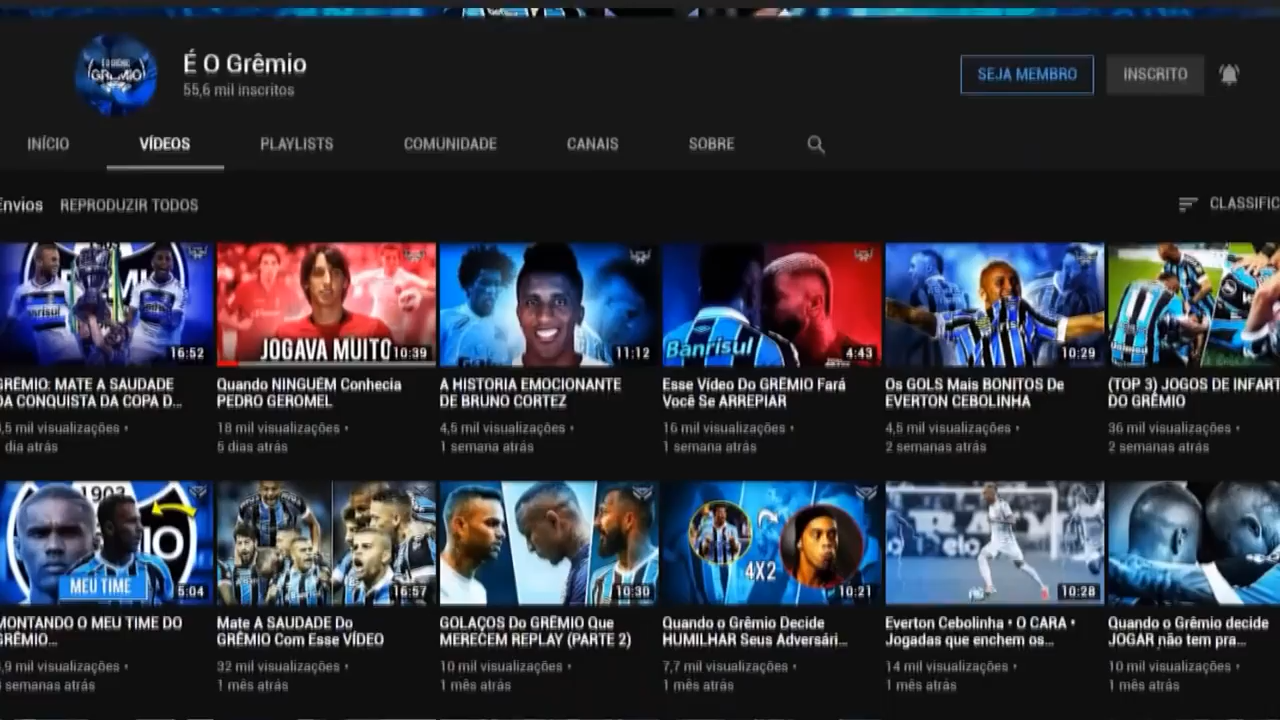 É O Grêmio
55,6 mil inscritos
SEJA MEMBRO
INSCRITO
INÍCIO
VÍDEOS
PLAYLISTS
COMUNIDADE
CANAIS
SOBRE
Envios
REPRODUZIR TODOS
CLASSIFIC
16:52
JOGAVA MUITO
10:39
11:12
Banrisul
4:43
10:29
GRÊMIO: MATE A SAUDADE
DA CONQUISTA DA COPA D...
,5 mil visualizações •
dia atrás
Quando NINGUÉM Conhecia
PEDRO GEROMEL
18 mil visualizações •
5 dias atrás
A HISTORIA EMOCIONANTE
DE BRUNO CORTEZ
4,5 mil visualizações •
1 semana atrás
Esse Vídeo Do GRÊMIO Fará
Você Se ARREPIAR
16 mil visualizações •
1 semana atrás
Os GOLS Mais BONITOS De
EVERTON CEBOLINHA
4,5 mil visualizações •
2 semanas atrás
(TOP 3) JOGOS DE INFART
DO GRÊMIO
36 mil visualizações •
2 semanas atrás
1903
MEU TIME
5:04
16:57
10:30
4X2
10:21
10:28
MONTANDO O MEU TIME DO
GRÊMIO...
,9 mil visualizações •
semanas atrás
Mate A SAUDADE Do
GRÊMIO Com Esse VÍDEO
32 mil visualizações •
1 mês atrás
GOLAÇOS Do GRÊMIO Que
MERECEM REPLAY (PARTE 2)
10 mil visualizações •
1 mês atrás
Quando o Grêmio Decide
HUMILHAR Seus Adversári...
7,7 mil visualizações •
1 mês atrás
Everton Cebolinha • O CARA •
Jogadas que enchem os...
14 mil visualizações •
1 mês atrás
Quando o Grêmio decide
JOGAR não tem pra...
10 mil visualizações •
1 mês atrás